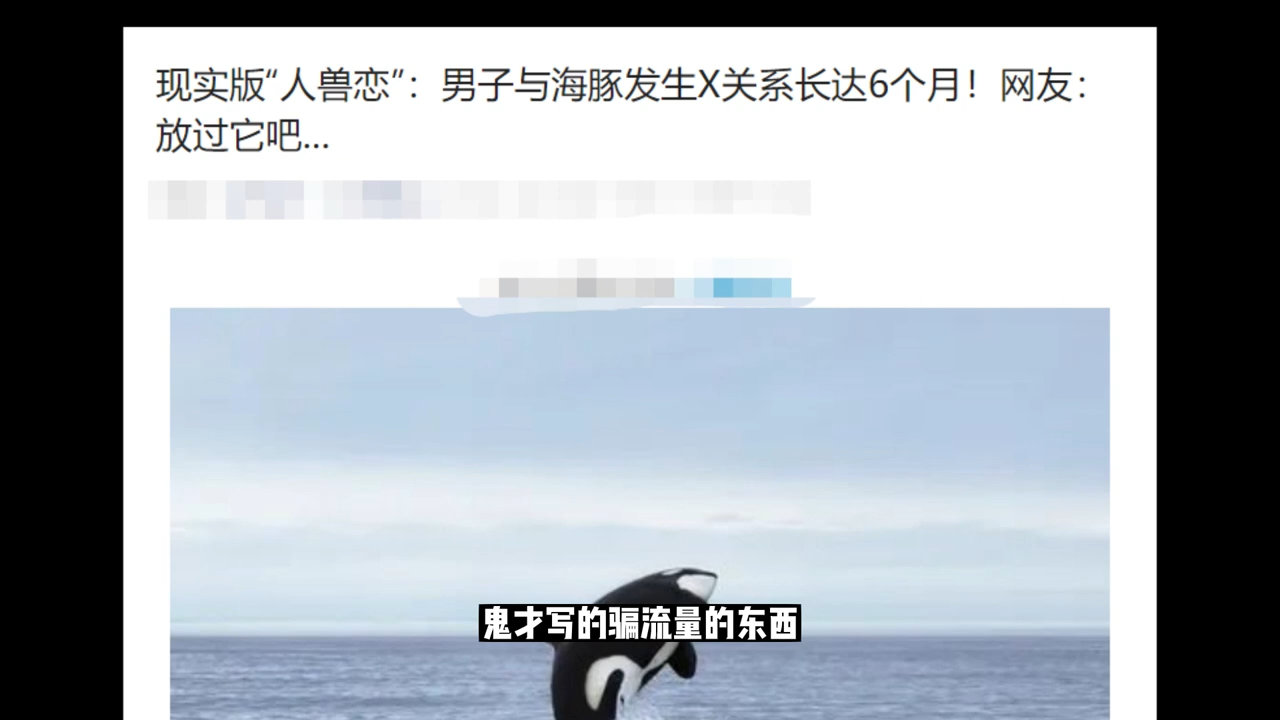 现实版“人兽恋”：男子与海豚发生X关系长达6个月！网友：
放过它吧...
鬼才写的骗流量的东西